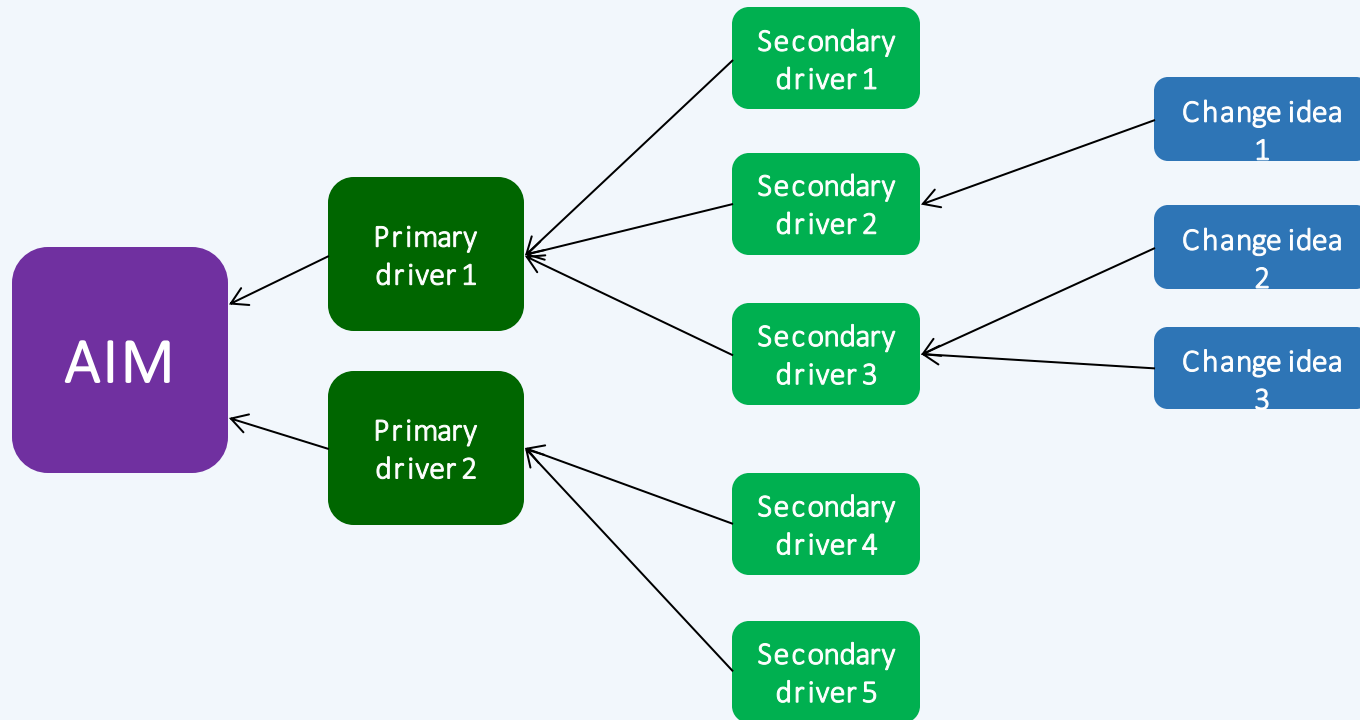 AIM
Primary
driver 1
Primary
driver 2
Secondary
driver 1
Secondary
driver 2
Secondary
driver 3
Secondary
driver 4
Secondary
driver 5
Change idea
1
Change idea
2
Change idea
3